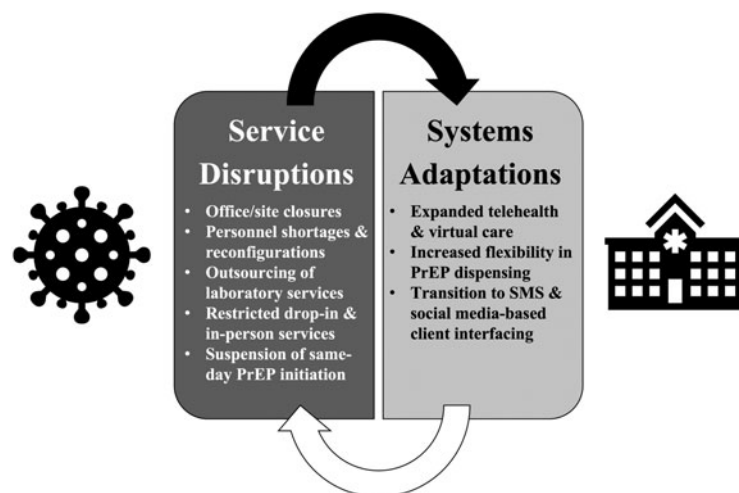 Service
Disruptions
• Office/site closures
• Personnel shortages &
reconfigurations
• Outsourcing of
laboratory services
• Restricted drop-in &
in-person services
• Suspension of same-
day PrEP initiation
Systems
Adaptations
• Expanded telehealth
& virtual care
• Increased flexibility in
PrEP dispensing
• Transition to SMS &
social media-based
client interfacing